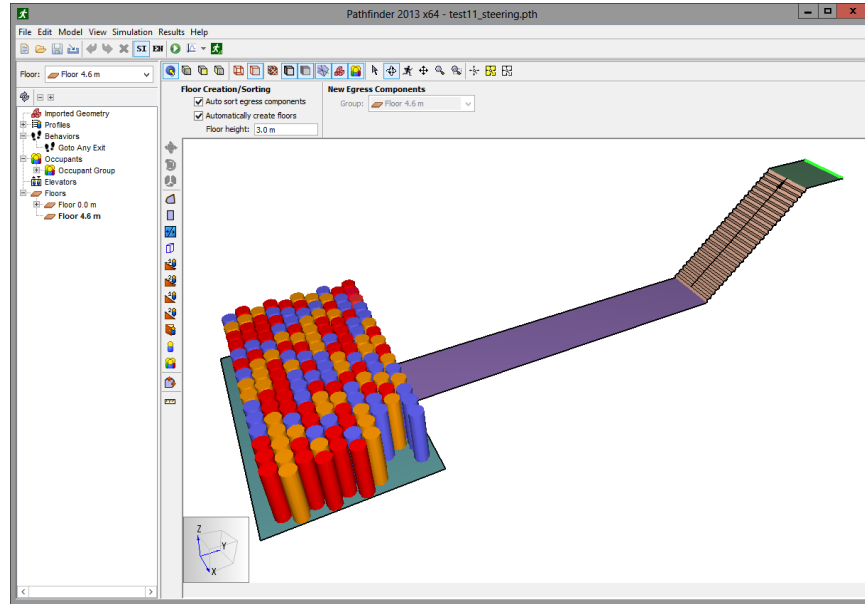 Pathfinder 2013 x64 - test11_steering.pth
File Edit Model View Simulation Results Help
SI EN
Floor: Floor 4.6 m
Floor Creation/Sorting
New Egress Components
Auto sort egress components
Group: Floor 4.6 m
Automatically create floors
Floor height: 3.0 m
Imported Geometry
Profiles
Behaviors
Goto Any Exit
Occupants
Occupant Group
Elevators
Floors
Floor 0.0 m
Floor 4.6 m
Z
Y
X